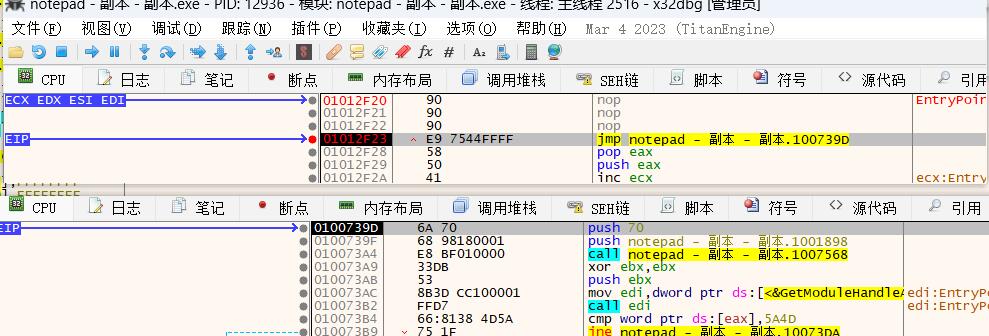 notepad - 副本 - 副本.exe - PID: 12936 - 模块: notepad - 副本 - 副本.exe - 线程: 主线程 2516 - x32dbg [管理员]
文件(F) 视图(V) 调试(D) 跟踪(N) 插件(P) 收藏夹(I) 选项(O) 帮助(H) Mar 4 2023 (TitanEngine)
CPU 日志 笔记 断点 内存布局 调用堆栈 SEH链 脚本 符号 源代码 引用
ECX EDX ESI EDI 01012F20 90 nop EntryPoin
01012F21 90 nop
01012F22 90 nop
EIP 01012F23 E9 7544FFFF jmp notepad - 副本 - 副本.100739D
01012F28 58 pop eax
01012F29 50 push eax
01012F2A 41 inc ecx ecx:Entry
CPU 日志 笔记 断点 内存布局 调用堆栈 SEH链 脚本 符号 源代码 引用
EIP 0100739D 6A 70 push 70
0100739F 68 98180001 push notepad - 副本 - 副本.1001898
010073A4 E8 BF010000 call notepad - 副本 - 副本.1007568
010073A9 33DB xor ebx,ebx
010073AB 53 push ebx
010073AC 8B3D CC100001 mov edi,dword ptr ds:[<&GetModuleHandleA edi:EntryPo
010073B2 FFD7 call edi edi:EntryPo
010073B4 66:8138 4D5A cmp word ptr ds:[eax],5A4D
010073B9 75 1F jne notepad - 副本 - 副本.10073DA